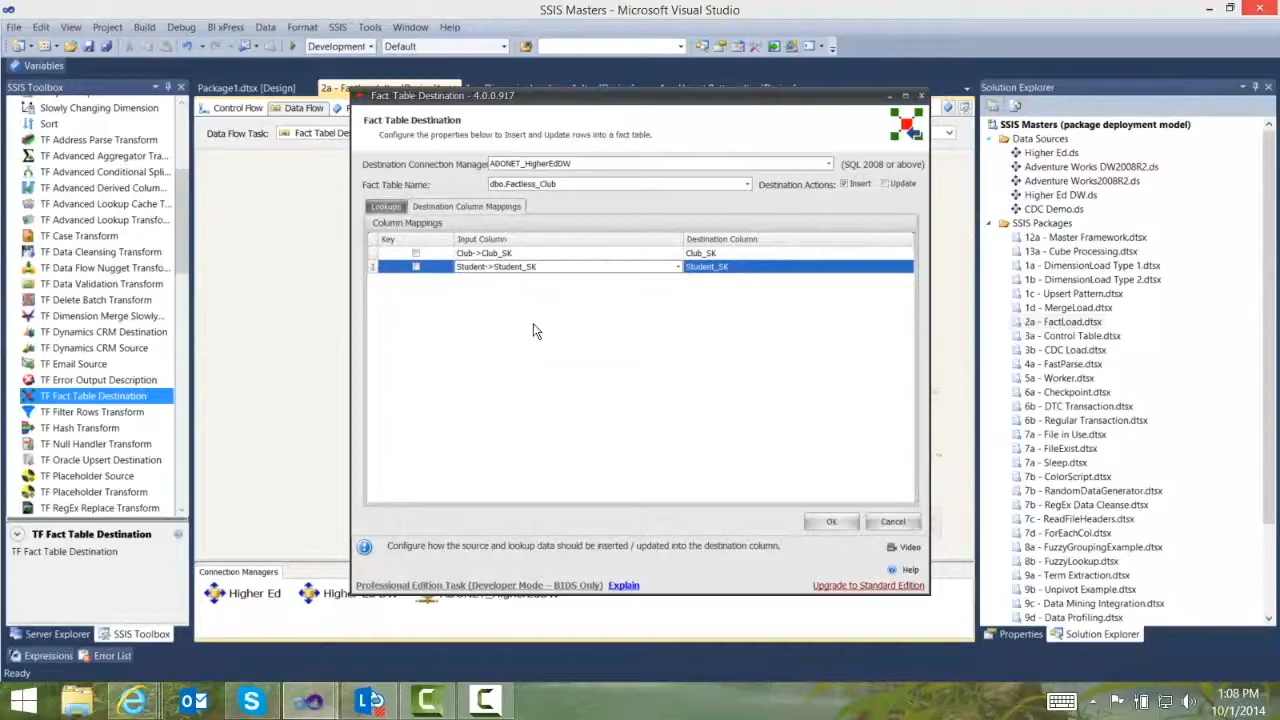 SSIS Masters - Microsoft Visual Studio
File Edit View Project Build Debug BI xPress Data Format SSIS Tools Window Help
Development Default
Variables
SSIS Toolbox
Slowly Changing Dimension
Sort
TF Address Parse Transform
TF Advanced Aggregator Tra...
TF Advanced Conditional Spli...
TF Advanced Derived Colum...
TF Advanced Lookup Cache T...
TF Advanced Lookup Transfo...
TF Case Transform
TF Data Cleansing Transform
TF Data Flow Nugget Transfo...
TF Data Validation Transform
TF Delete Batch Transform
TF Dimension Merge Slowly...
TF Dynamics CRM Destination
TF Dynamics CRM Source
TF Email Source
TF Error Output Description
TF Fact Table Destination
TF Filter Rows Transform
TF Hash Transform
TF Null Handler Transform
TF Oracle Upsert Destination
TF Placeholder Source
TF Placeholder Transform
TF RegEx Replace Transform
TF Fact Table Destination
TF Fact Table Destination
Server Explorer SSIS Toolbox
Expressions Error List
Ready
Package1.dtsx [Design]
Control Flow Data Flow
Data Flow Task:
Fact Table Destination - 4.0.0.917
Fact Table Destination
Configure the properties below to Insert and Update rows into a fact table.
Destination Connection Manager ADONET_HigherEdDW (SQL 2008 or above)
Fact Table Name: dbo.Factless_Club Destination Actions: Insert Update
Lookups Destination Column Mappings
Column Mappings
Key Input Column Destination Column
Club->Club_SK Club_SK
Student->Student_SK Student_SK
OK Cancel
Configure how the source and lookup data should be inserted / updated into the destination column.
Video
Help
Professional Edition Task (Developer Mode – BIDS Only) Explain Upgrade to Standard Edition
Connection Managers
Higher Ed
Solution Explorer
SSIS Masters (package deployment model)
Data Sources
Higher Ed.ds
Adventure Works DW2008R2.ds
Adventure Works2008R2.ds
Higher Ed DW.ds
CDC Demo.ds
SSIS Packages
12a - Master Framework.dtsx
13a - Cube Processing.dtsx
1a - DimensionLoad Type 1.dtsx
1b - DimensionLoad Type 2.dtsx
1c - Upsert Pattern.dtsx
1d - MergeLoad.dtsx
2a - FactLoad.dtsx
3a - Control Table.dtsx
3b - CDC Load.dtsx
4a - FastParse.dtsx
5a - Worker.dtsx
6a - Checkpoint.dtsx
6b - DTC Transaction.dtsx
6b - Regular Transaction.dtsx
7a - File in Use.dtsx
7a - FileExist.dtsx
7a - Sleep.dtsx
7b - ColorScript.dtsx
7b - RandomDataGenerator.dtsx
7b - RegEx Data Cleanse.dtsx
7c - ReadFileHeaders.dtsx
7d - ForEachCol.dtsx
8a - FuzzyGroupingExample.dtsx
8b - FuzzyLookup.dtsx
9a - Term Extraction.dtsx
9b - Unpivot Example.dtsx
9c - Data Mining Integration.dtsx
9d - Data Profiling.dtsx
Properties Solution Explorer
1:08 PM
10/1/2014